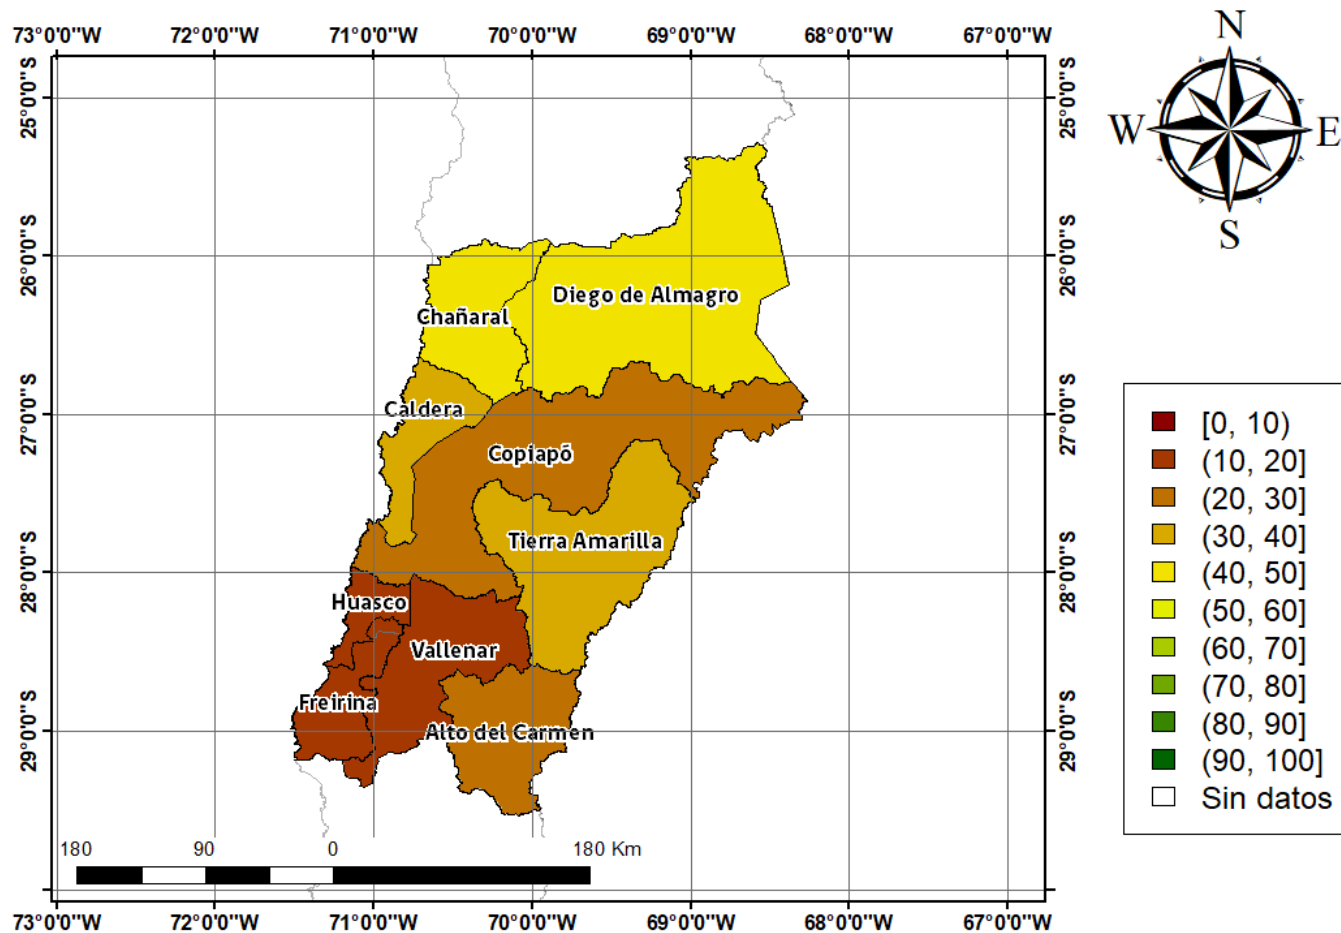 73°0'0"W 72°0'0"W 71°0'0"W 70°0'0"W 69°0'0"W 68°0'0"W 67°0'0"W
25°0'0"S
26°0'0"S
27°0'0"S
28°0'0"S
29°0'0"S
Diego de Almagro
Chañaral
Caldera
Copiapó
Tierra Amarilla
Huasco
Vallenar
Freirina
Alto del Carmen
180 90 0 180 Km
73°0'0"W 72°0'0"W 71°0'0"W 70°0'0"W 69°0'0"W 68°0'0"W 67°0'0"W
25°0'0"S
26°0'0"S
27°0'0"S
28°0'0"S
29°0'0"S
N
W E
S
[0, 10)
(10, 20]
(20, 30]
(30, 40]
(40, 50]
(50, 60]
(60, 70]
(70, 80]
(80, 90]
(90, 100]
Sin datos